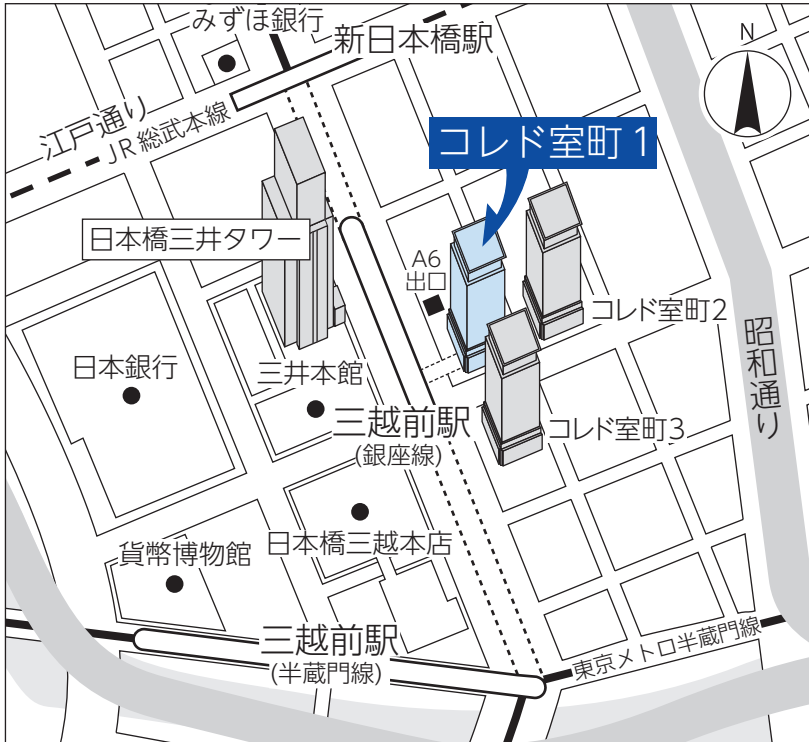 みずほ銀行
新日本橋駅
N
江戸通り
JR総武本線
コレド室町1
日本橋三井タワー
A6
出口
コレド室町2
昭和通り
日本銀行
三井本館
三越前駅
(銀座線)
コレド室町3
日本橋三越本店
貨幣博物館
三越前駅
(半蔵門線)
東京メトロ半蔵門線